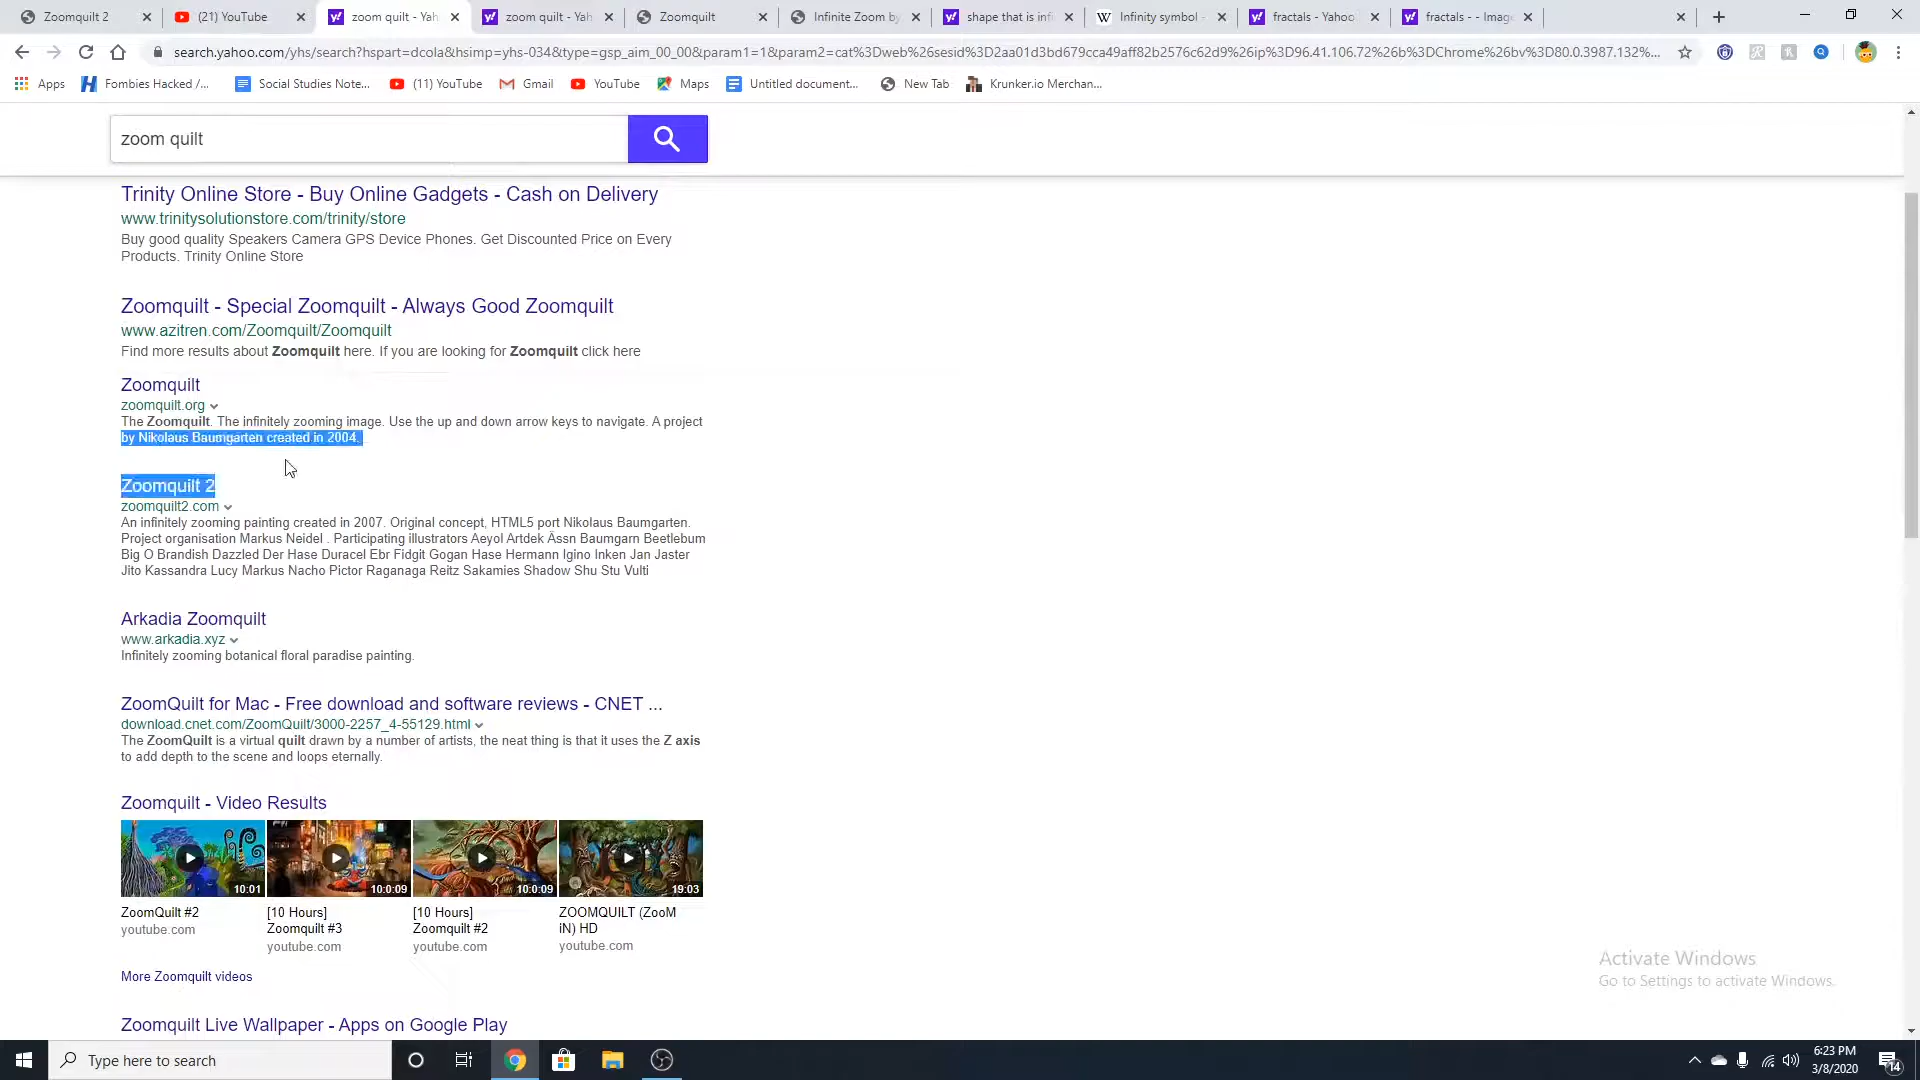 Zoomquilt 2
(21) YouTube
zoom quilt - Yah
zoom quilt - Yah
Zoomquilt
Infinite Zoom by
shape that is infi
Infinity symbol -
fractals - Yahoo
fractals - - Image
search.yahoo.com/yhs/search?hspart=dcola&hsimp=yhs-034&type=gsp_aim_00_00&param1=1&param2=cat%3Dweb%26sesid%3D2aa01d3bd679cca49aff82b2576c62d9%26ip%3D96.41.106.72%26b%3DChrome%26bv%3D80.0.3987.132%...
Apps
Fombies Hacked /...
Social Studies Note...
(11) YouTube
Gmail
YouTube
Maps
Untitled document...
New Tab
Krunker.io Merchan...
zoom quilt
Trinity Online Store - Buy Online Gadgets - Cash on Delivery
www.trinitysolutionstore.com/trinity/store
Buy good quality Speakers Camera GPS Device Phones. Get Discounted Price on Every
Products. Trinity Online Store
Zoomquilt - Special Zoomquilt - Always Good Zoomquilt
www.azitren.com/Zoomquilt/Zoomquilt
Find more results about Zoomquilt here. If you are looking for Zoomquilt click here
Zoomquilt
zoomquilt.org
The Zoomquilt. The infinitely zooming image. Use the up and down arrow keys to navigate. A project
by Nikolaus Baumgarten created in 2004.
Zoomquilt 2
zoomquilt2.com
An infinitely zooming painting created in 2007. Original concept, HTML5 port Nikolaus Baumgarten.
Project organisation Markus Neidel . Participating illustrators Aeyol Artdek Ässn Baumgarn Beetlebum
Big O Brandish Dazzled Der Hase Duracel Ebr Fidgit Gogan Hase Hermann Igino Inken Jan Jaster
Jito Kassandra Lucy Markus Nacho Pictor Raganaga Reitz Sakamies Shadow Shu Stu Vulti
Arkadia Zoomquilt
www.arkadia.xyz
Infinitely zooming botanical floral paradise painting.
ZoomQuilt for Mac - Free download and software reviews - CNET ...
download.cnet.com/ZoomQuilt/3000-2257_4-55129.html
The ZoomQuilt is a virtual quilt drawn by a number of artists, the neat thing is that it uses the Z axis
to add depth to the scene and loops eternally.
Zoomquilt - Video Results
10:01
10:0:09
10:0:09
19:03
ZoomQuilt #2
youtube.com
[10 Hours]
Zoomquilt #3
youtube.com
[10 Hours]
Zoomquilt #2
youtube.com
ZOOMQUILT (ZooM
iN) HD
youtube.com
More Zoomquilt videos
Activate Windows
Go to Settings to activate Windows.
Zoomquilt Live Wallpaper - Apps on Google Play
Type here to search
6:23 PM
3/8/2020
14